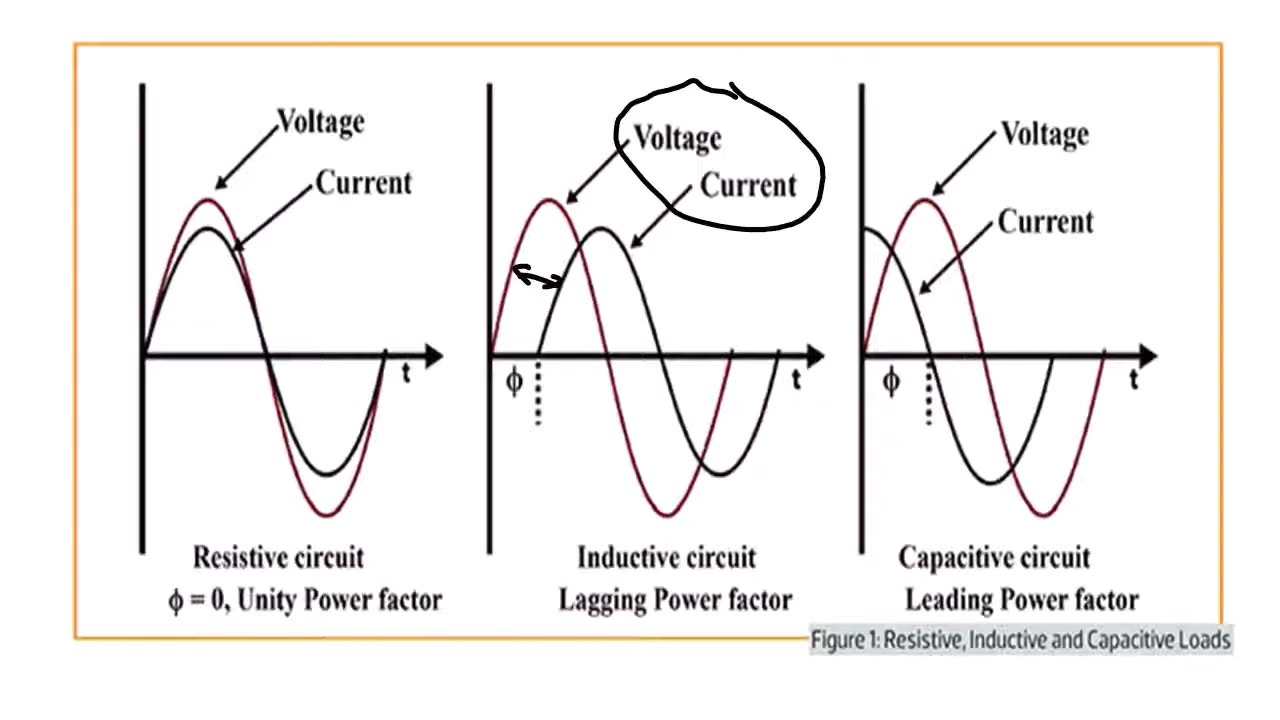 Voltage
Current
t
Resistive circuit
ϕ = 0, Unity Power factor
Voltage
Current
ϕ
t
Inductive circuit
Lagging Power factor
Voltage
Current
ϕ
t
Capacitive circuit
Leading Power factor
Figure 1: Resistive, Inductive and Capacitive Loads